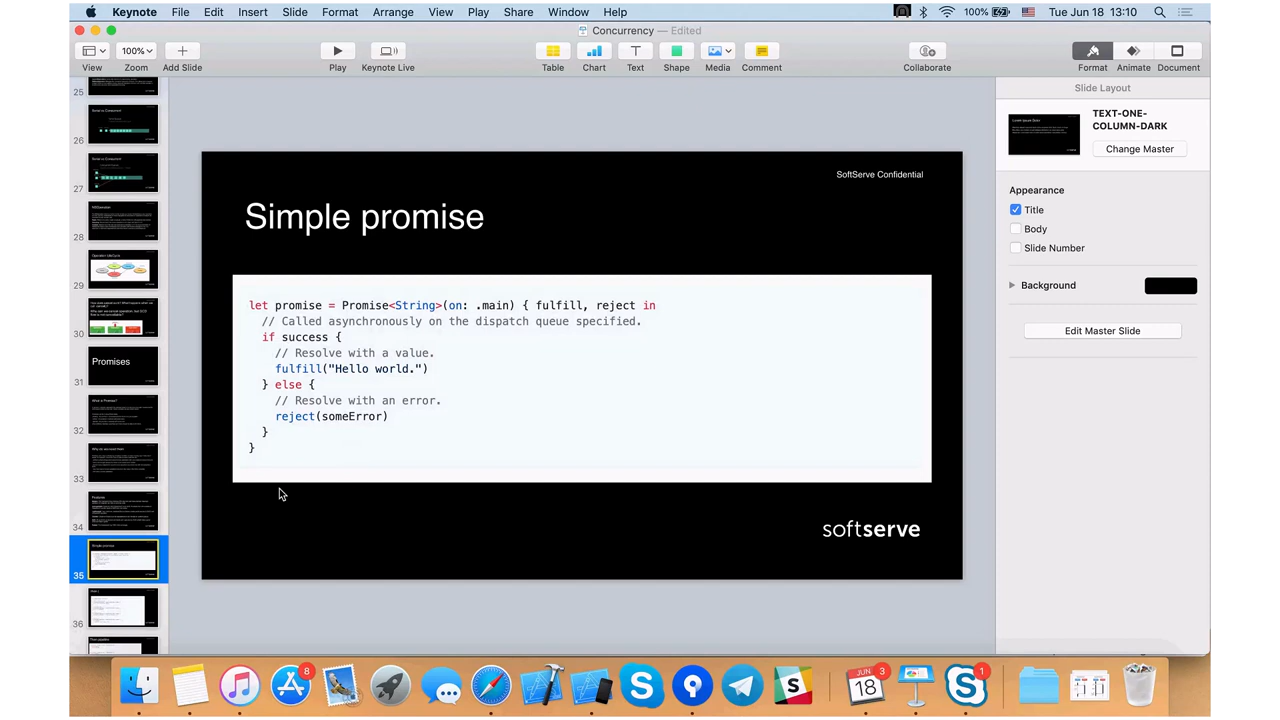 Keynote File Edit Insert Slide Format Arrange View Play Share Window Help 100% Tue Jun 18 13:10
Concurrency — Edited
100%
View Zoom Add Slide Play Keynote Live Table Chart Text Shape Media Comment Collaborate Format Animate Document
Slide Layout
TEXT-ONE-
COLUMN-DARK
Change Master
Appearance
Title
Body
Slide Number
Background
Edit Master Slide
25
26
27
28
29
30
Promises
31
32
33
34
35
36
SoftServe Confidential
Simple promise
let promise = Promise<String>(on: .main) { fulfill, reject in
// Called asynchronously on the dispatch queue specified.
if success {
// Resolve with a value.
fulfill("Hello world.")
} else {
// Resolve with an error.
reject(someError)
}
}
softserve
8
JUN
18
3
1